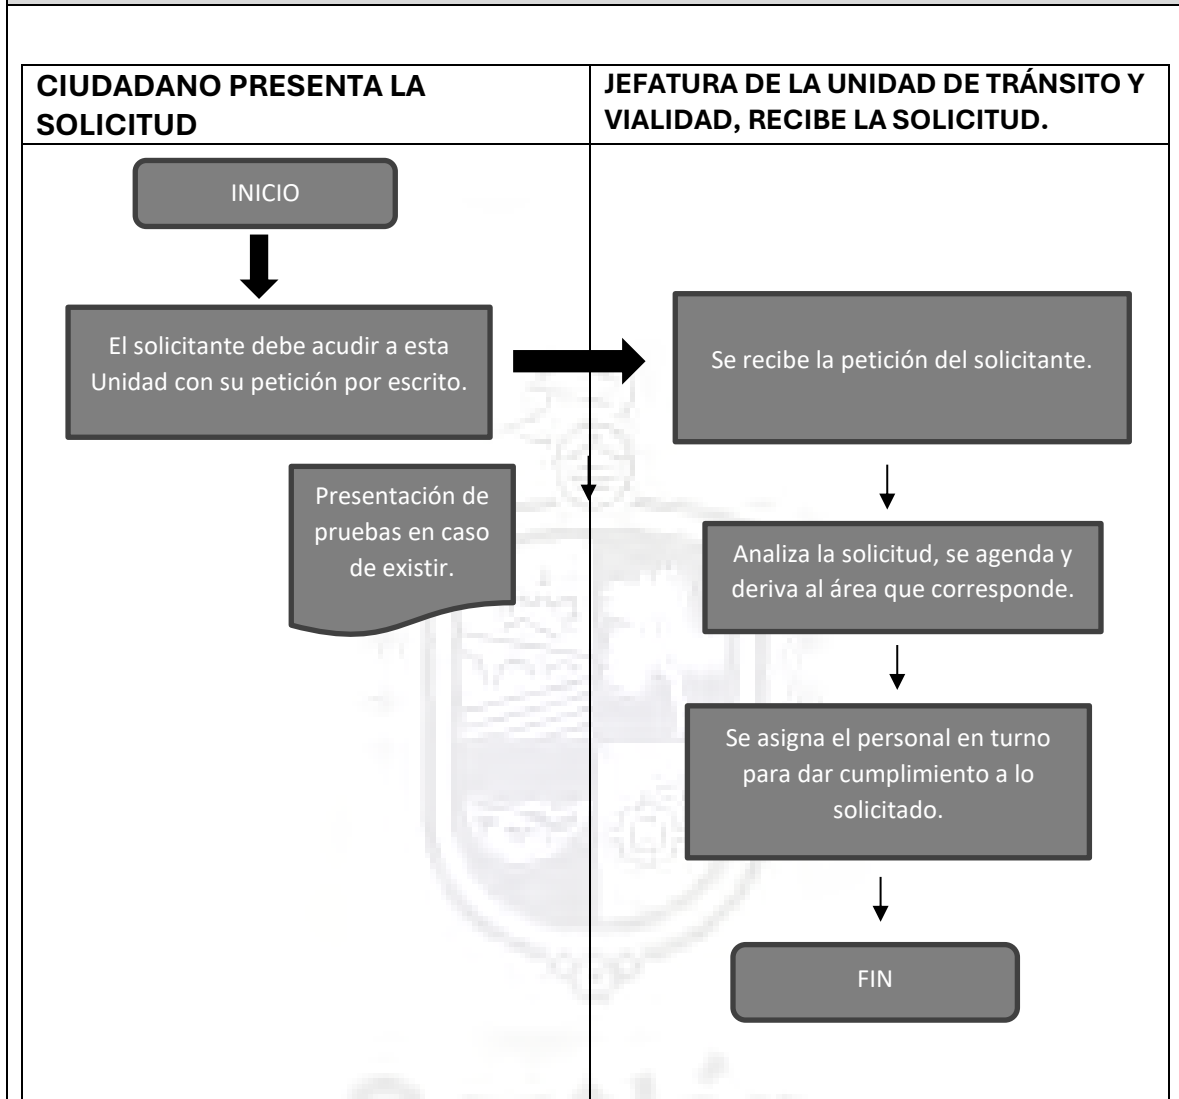 CIUDADANO PRESENTA LA
SOLICITUD
JEFATURA DE LA UNIDAD DE TRÁNSITO Y
VIALIDAD, RECIBE LA SOLICITUD.
INICIO
El solicitante debe acudir a esta
Unidad con su petición por escrito.
Se recibe la petición del solicitante.
Presentación de
pruebas en caso
de existir.
Analiza la solicitud, se agenda y
deriva al área que corresponde.
Se asigna el personal en turno
para dar cumplimiento a lo
solicitado.
FIN